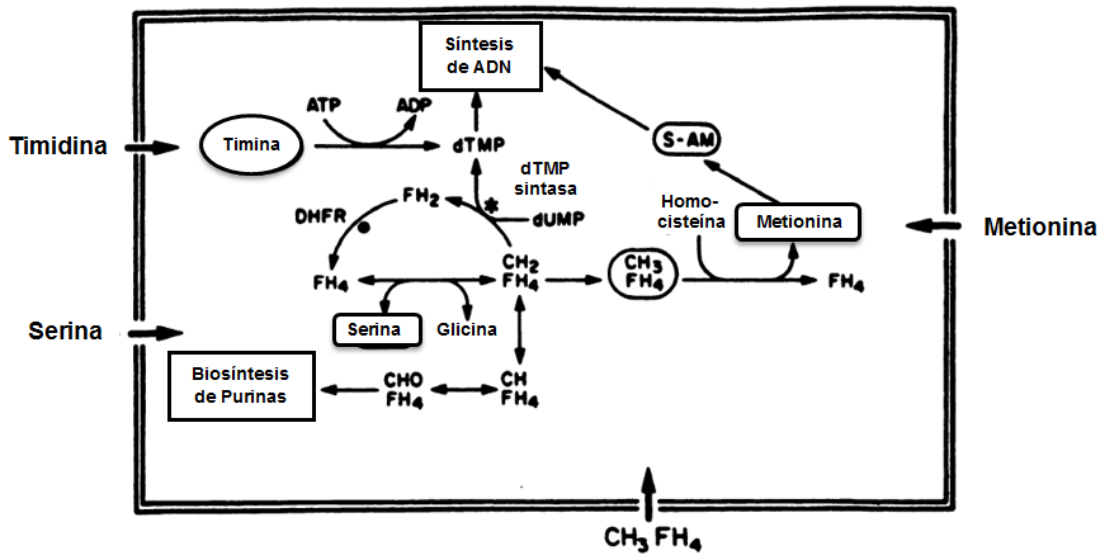 Síntesis
de ADN
ATP
ADP
S-AM
Timidina
Timina
dTMP
dTMP
sintasa
FH2
*
DHFR
dUMP
Homo-
cisteína
Metionina
Metionina
CH2
FH4
CH3
FH4
FH4
FH4
Serina
Serina
Glicina
Biosíntesis
de Purinas
CHO
FH4
CH
FH4
CH3 FH4